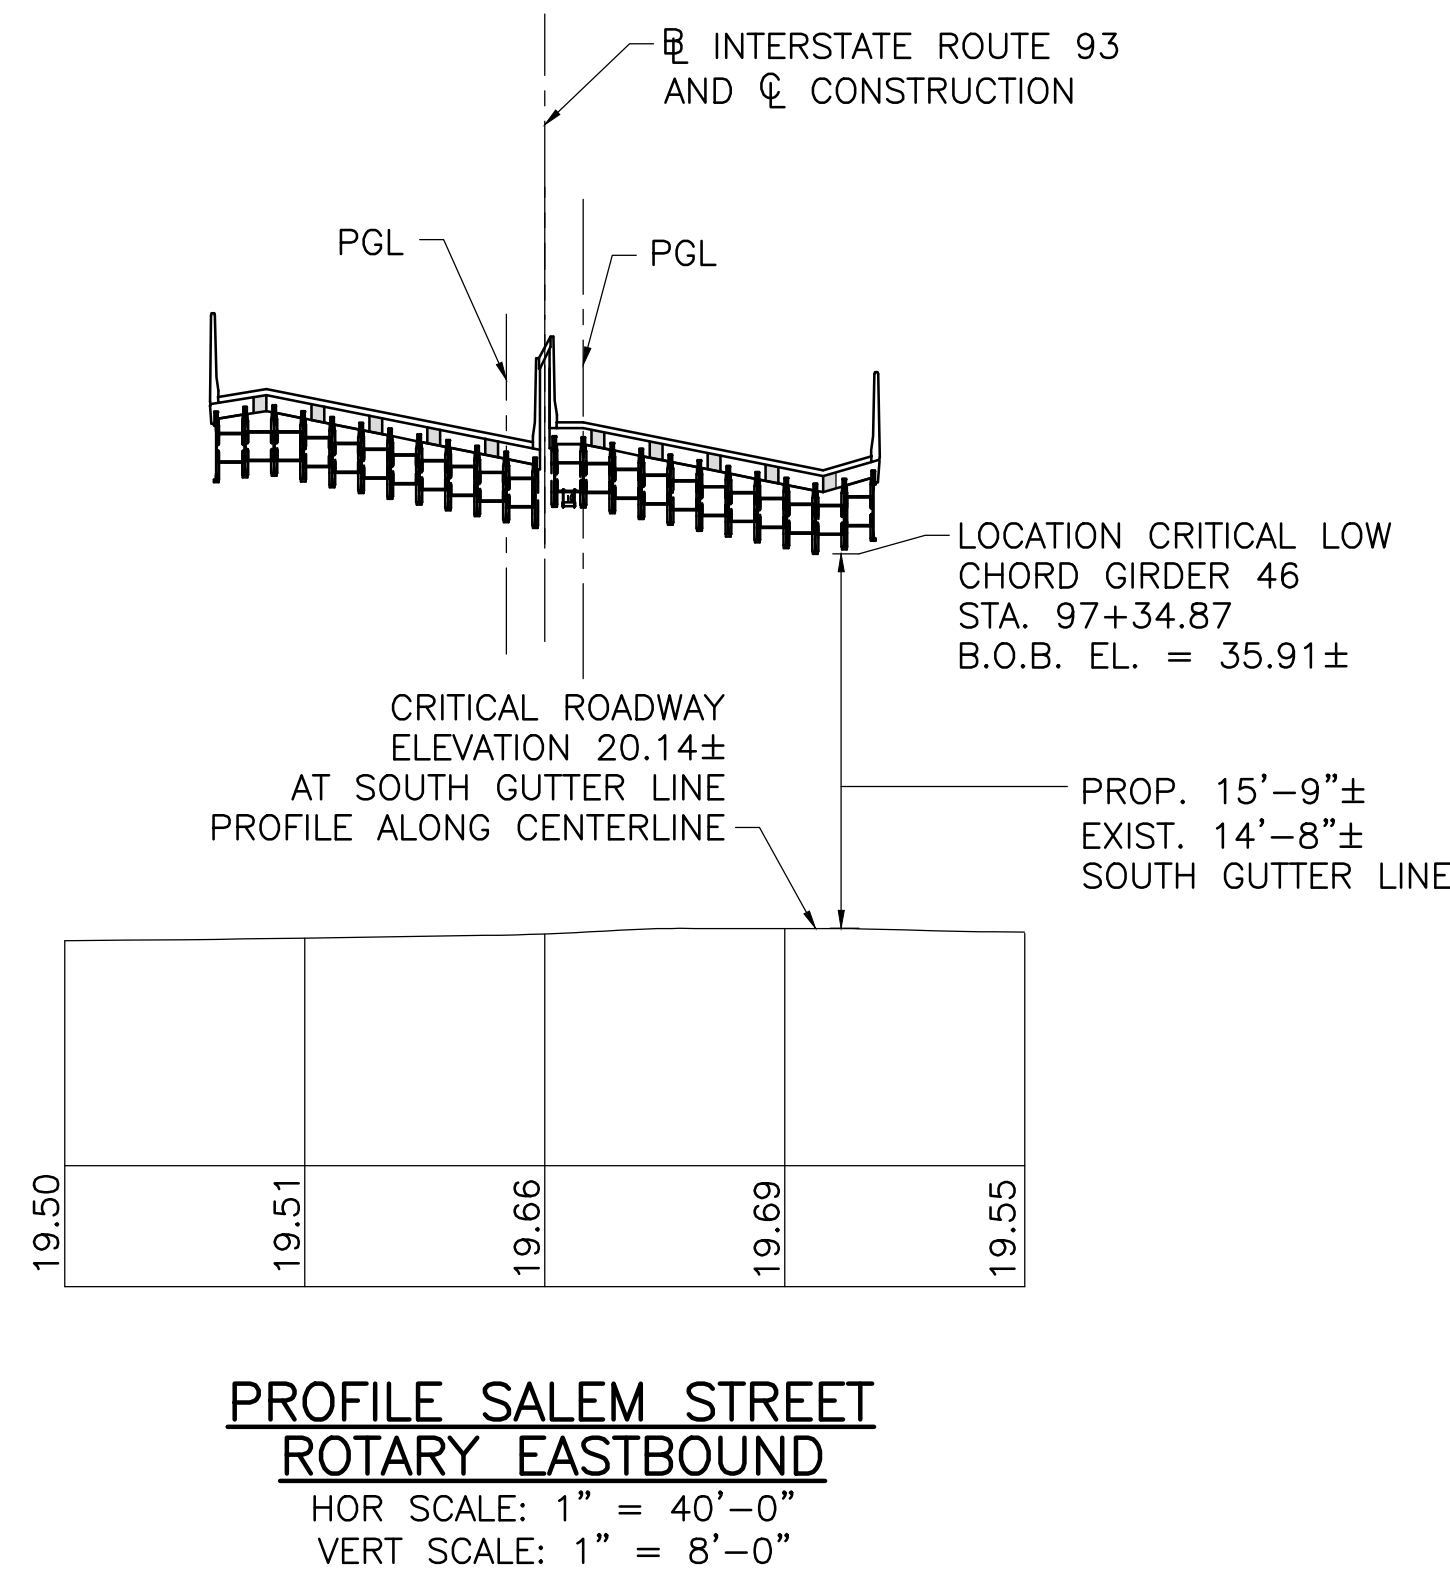 ℄ INTERSTATE ROUTE 93
AND ℄ CONSTRUCTION
PGL
PGL
LOCATION CRITICAL LOW
CHORD GIRDER 46
STA. 97+34.87
B.O.B. EL. = 35.91±
CRITICAL ROADWAY
ELEVATION 20.14±
AT SOUTH GUTTER LINE
PROFILE ALONG CENTERLINE
PROP. 15'-9"±
EXIST. 14'-8"±
SOUTH GUTTER LINE
19.50
19.51
19.66
19.69
19.55
PROFILE SALEM STREET
ROTARY EASTBOUND
HOR SCALE: 1" = 40'-0"
VERT SCALE: 1" = 8'-0"